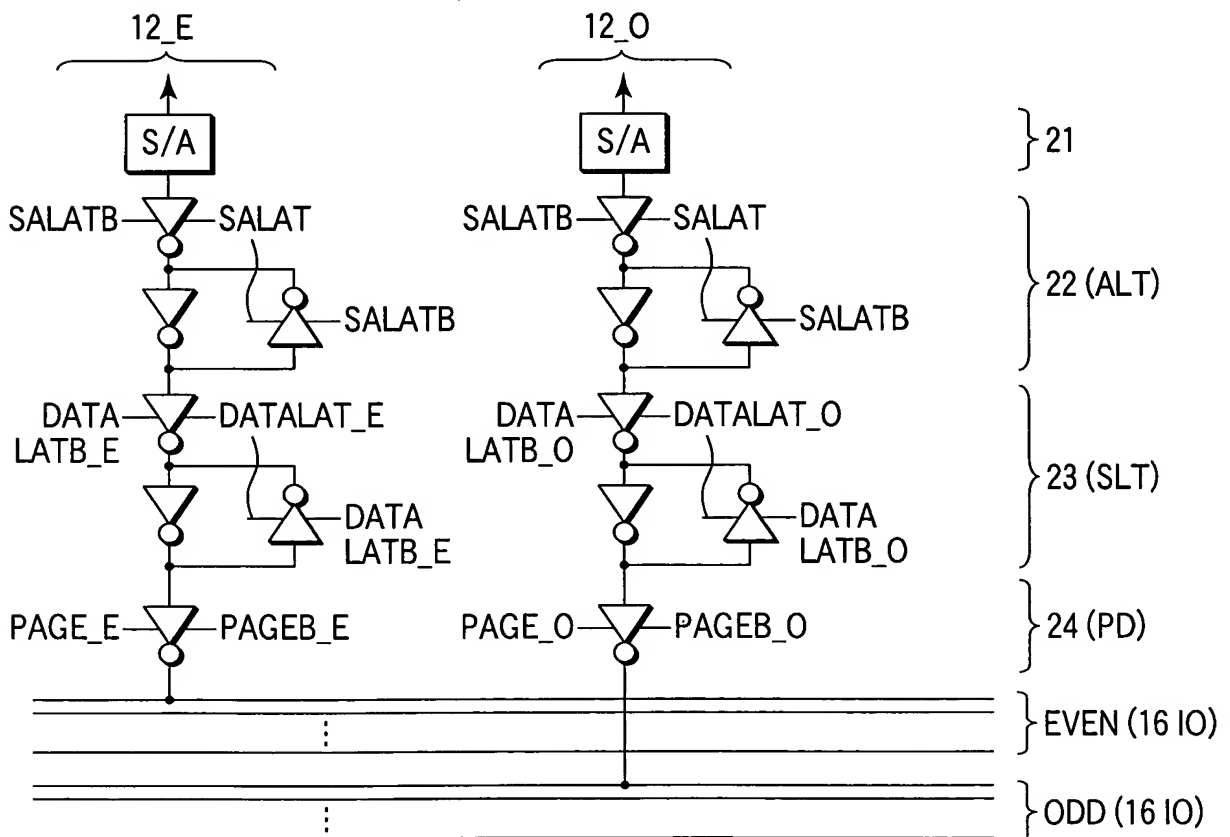 12_E 12_O
S/A S/A 21
SALATB SALAT SALATB SALAT
22 (ALT)
SALATB SALATB
DATA DATALAT_E DATA DATALAT_O
LATB_E LATB_O
23 (SLT)
DATA DATA
LATB_E LATB_O
PAGE_E PAGEB_E PAGE_O PAGEB_O 24 (PD)
EVEN (16 IO)
ODD (16 IO)